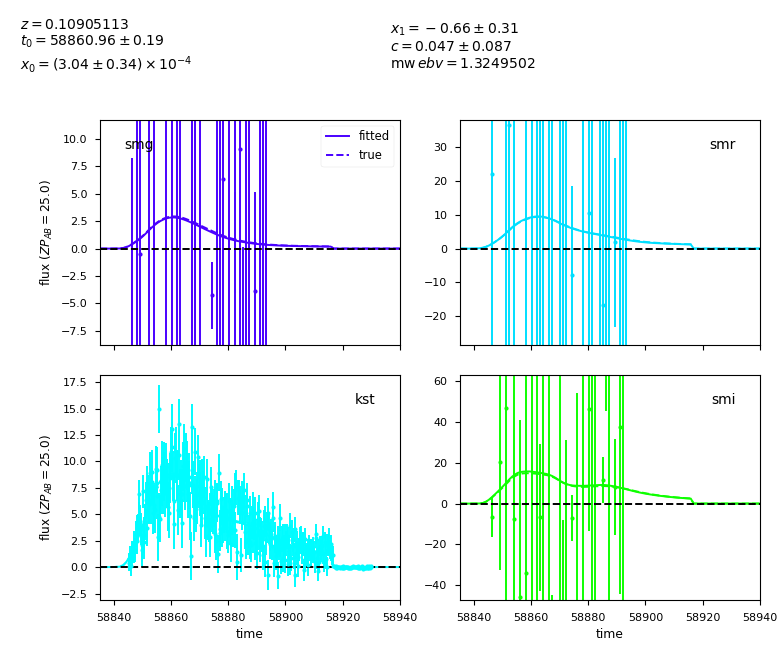 z = 0.10905113
t₀ = 58860.96 ± 0.19
x₀ = (3.04 ± 0.34) × 10⁻⁴
x₁ = −0.66 ± 0.31
c = 0.047 ± 0.087
mw ebv = 1.3249502
smg
fitted
true
10.0
7.5
5.0
2.5
0.0
−2.5
−5.0
−7.5
flux (ZP_AB = 25.0)
smr
30
20
10
0
−10
−20
kst
17.5
15.0
12.5
10.0
7.5
5.0
2.5
0.0
−2.5
flux (ZP_AB = 25.0)
58840 58860 58880 58900 58920 58940
time
smi
60
40
20
0
−20
−40
58840 58860 58880 58900 58920 58940
time